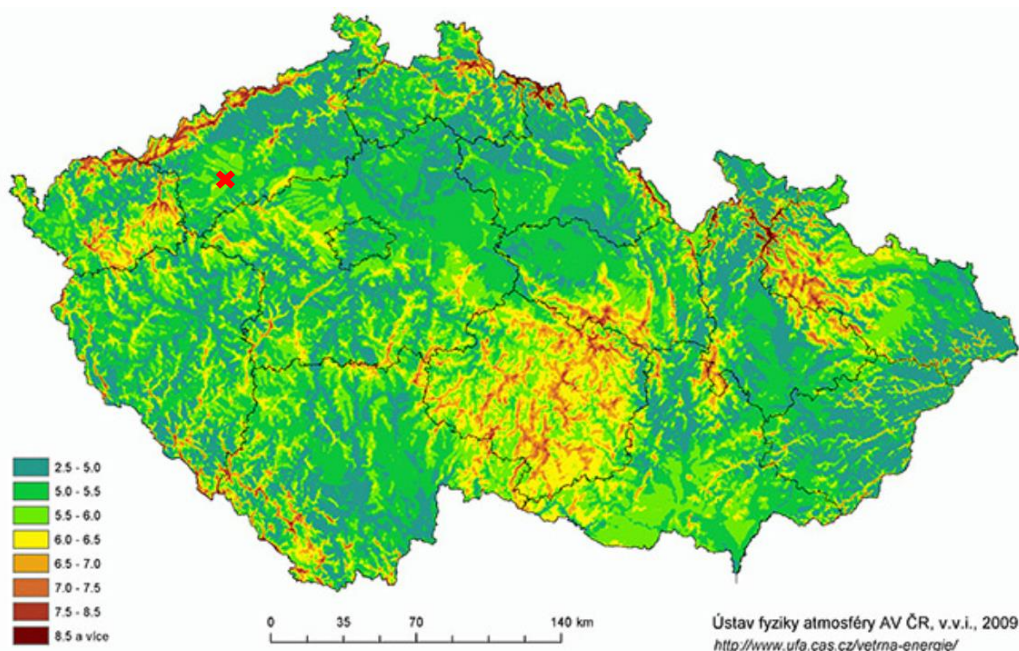 2.5 - 5.0
5.0 - 5.5
5.5 - 6.0
6.0 - 6.5
6.5 - 7.0
7.0 - 7.5
7.5 - 8.5
8.5 a více
0 35 70 140 km
Ústav fyziky atmosféry AV ČR, v.v.i., 2009
http://www.ufa.cas.cz/vetrna-energie/